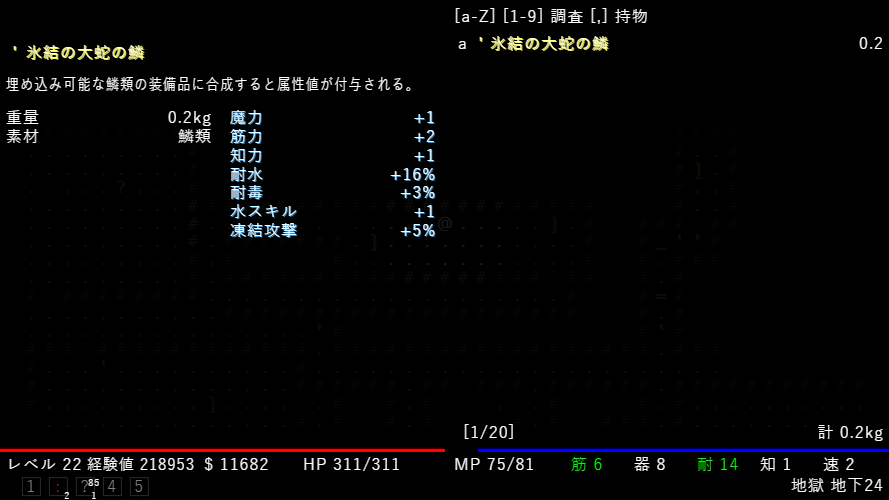 [a-Z] [1-9] 調査 [,] 持物
a ' 氷結の大蛇の鱗 0.2
' 氷結の大蛇の鱗
埋め込み可能な鱗類の装備品に合成すると属性値が付与される。
重量 0.2kg 魔力 +1
素材 鱗類 筋力 +2
知力 +1
耐水 +16%
耐毒 +3%
水スキル +1
凍結攻撃 +5%
[1/20] 計 0.2kg
レベル 22 経験値 218953 $ 11682 HP 311/311 MP 75/81 筋 6 器 8 耐 14 知 1 速 2
1 : 2 ? 85 1 4 5 地獄 地下24